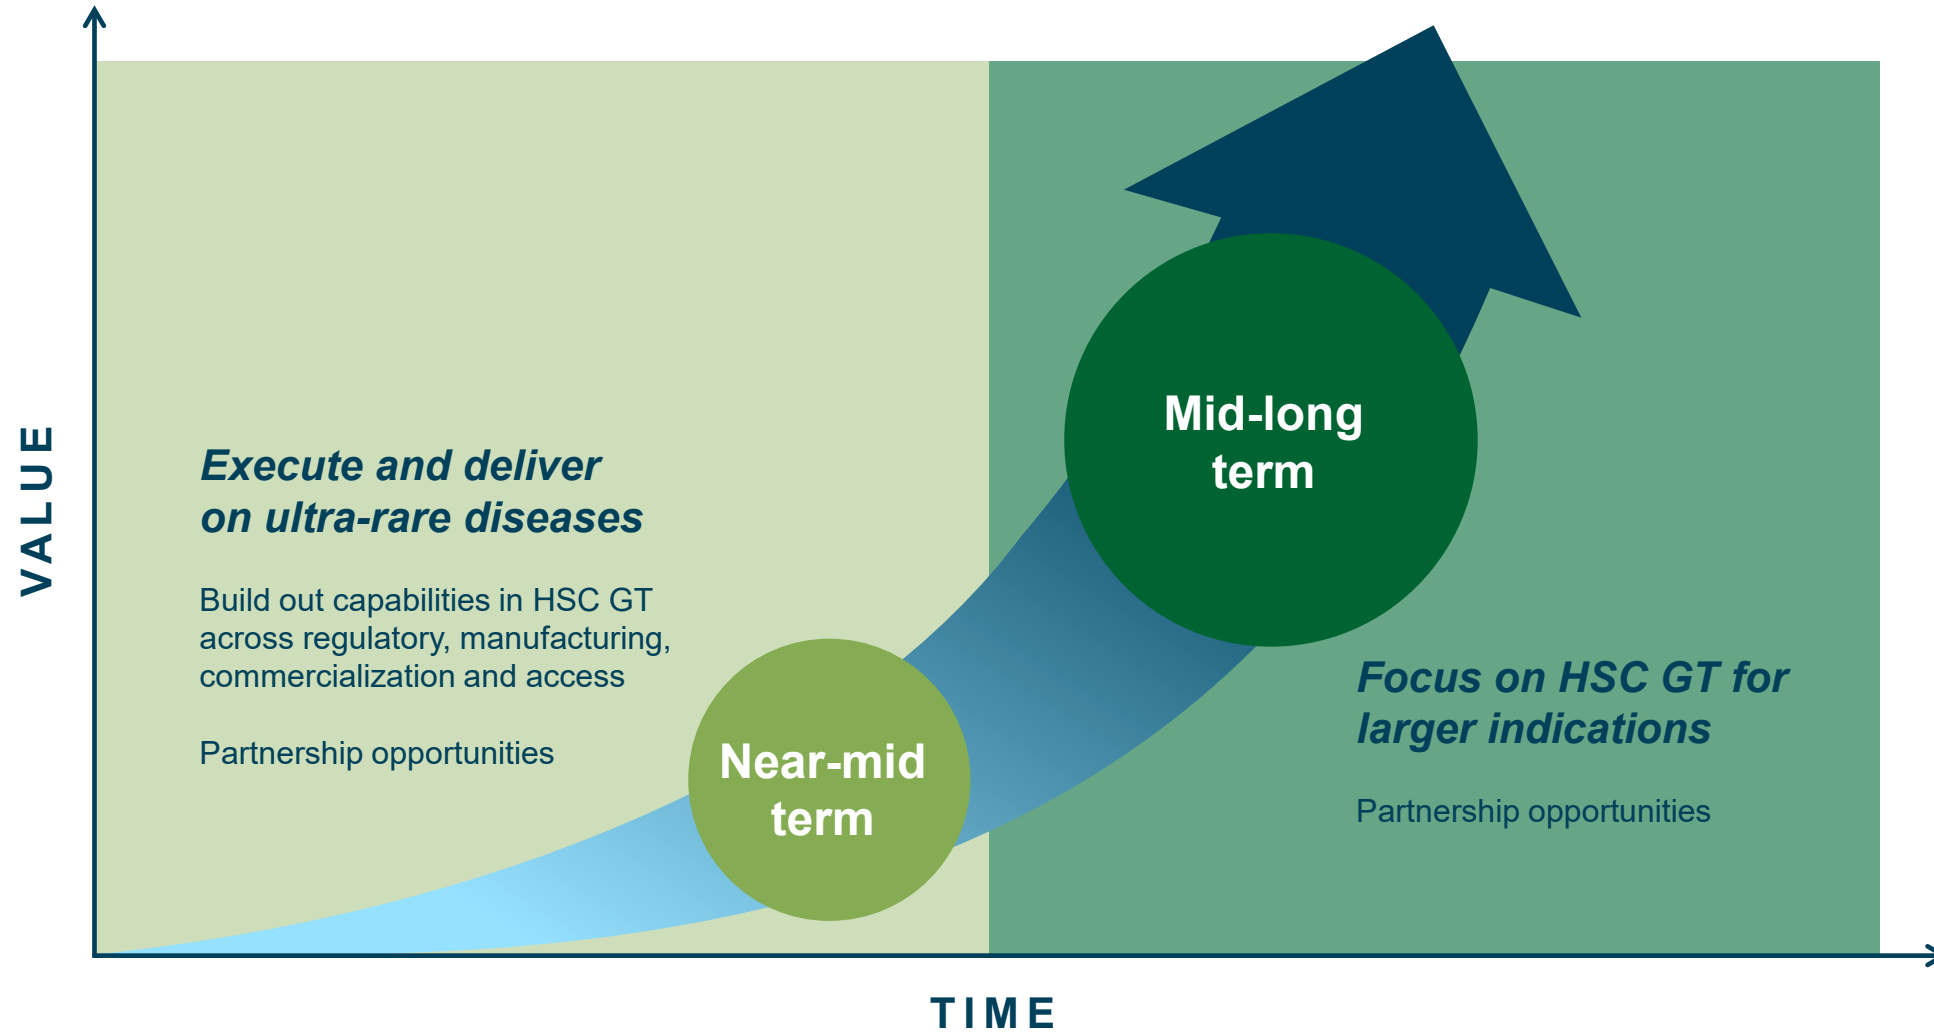 VALUE
Execute and deliver
on ultra-rare diseases
Build out capabilities in HSC GT
across regulatory, manufacturing,
commercialization and access
Partnership opportunities
Near-mid
term
Mid-long
term
Focus on HSC GT for
larger indications
Partnership opportunities
TIME